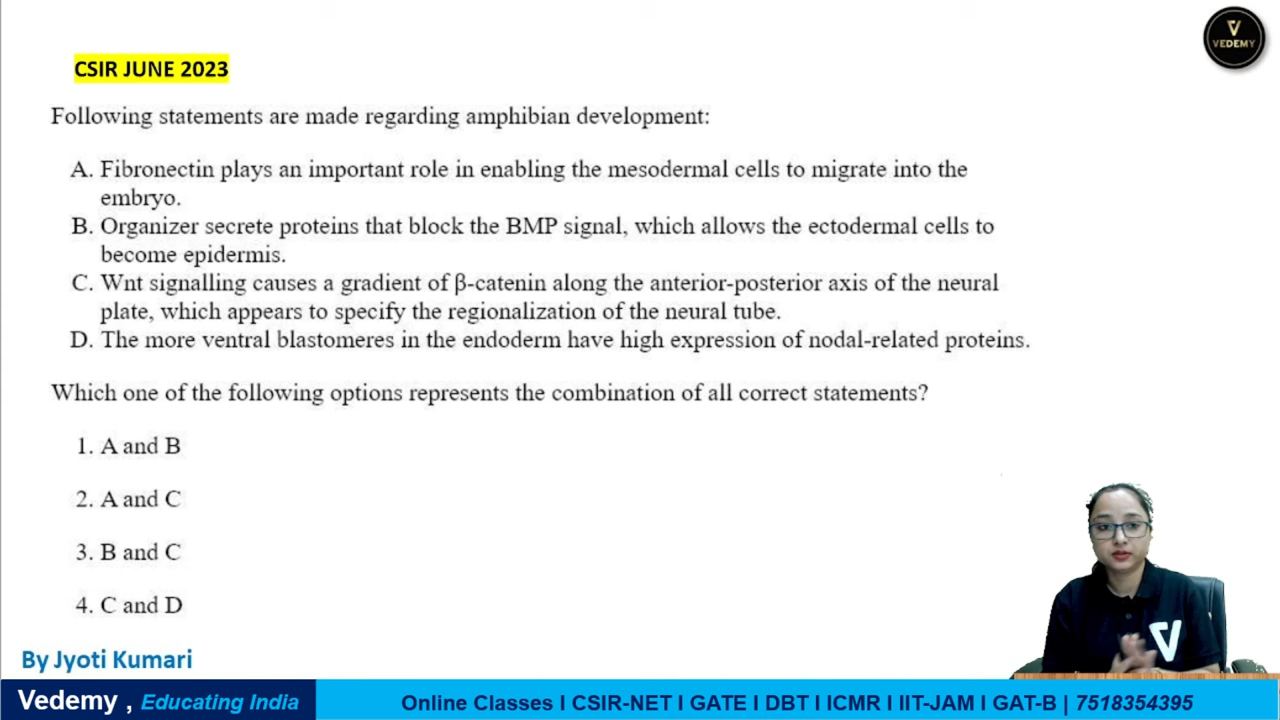 VEDEMY
CSIR JUNE 2023
Following statements are made regarding amphibian development:
A. Fibronectin plays an important role in enabling the mesodermal cells to migrate into the
embryo.
B. Organizer secrete proteins that block the BMP signal, which allows the ectodermal cells to
become epidermis.
C. Wnt signalling causes a gradient of β-catenin along the anterior-posterior axis of the neural
plate, which appears to specify the regionalization of the neural tube.
D. The more ventral blastomeres in the endoderm have high expression of nodal-related proteins.
Which one of the following options represents the combination of all correct statements?
1. A and B
2. A and C
3. B and C
4. C and D
By Jyoti Kumari
Vedemy , Educating India
Online Classes I CSIR-NET I GATE I DBT I ICMR I IIT-JAM I GAT-B | 7518354395